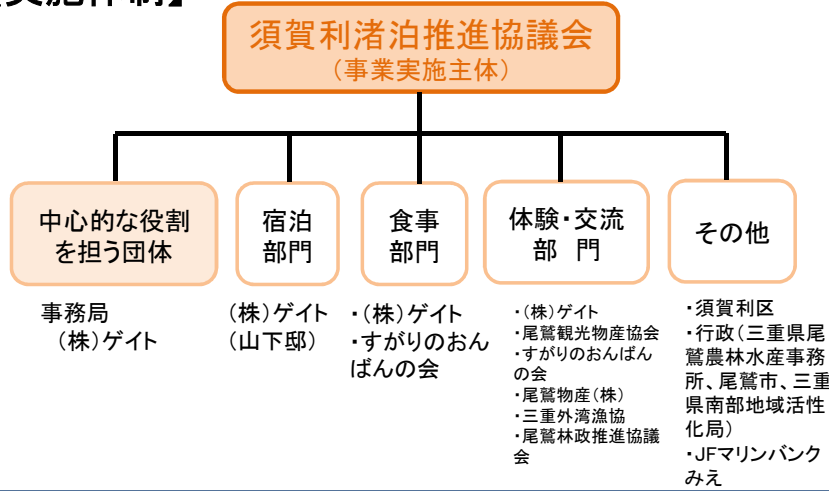 須賀利渚泊推進協議会
(事業実施主体)
中心的な役割
を担う団体
宿泊
部門
食事
部門
体験・交流
部 門
その他
事務局
(株)ゲイト
(株)ゲイト
(山下邸)
・(株)ゲイト
・すがりのおん
ばんの会
・(株)ゲイト
・尾鷲観光物産協会
・すがりのおんばん
の会
・尾鷲物産(株)
・三重外湾漁協
・尾鷲林政推進協議
会
・須賀利区
・行政(三重県尾
鷲農林水産事務
所、尾鷲市、三重
県南部地域活性
化局)
・JFマリンバンク
みえ